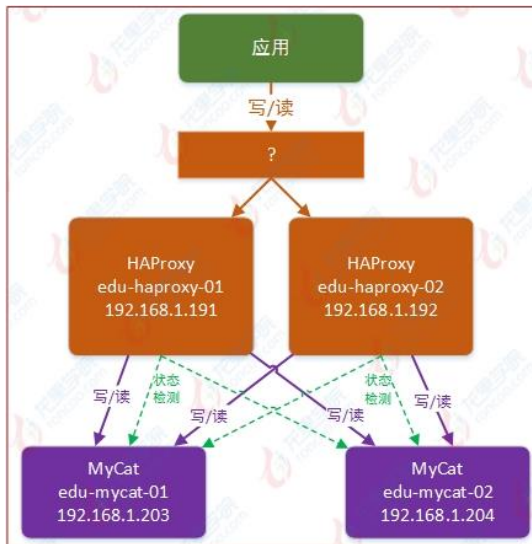 应用
写/读
?
HAProxy
edu-haproxy-01
192.168.1.191
HAProxy
edu-haproxy-02
192.168.1.192
写/读
状态
检测
写/读
写/读
状态
检测
写/读
MyCat
edu-mycat-01
192.168.1.203
MyCat
edu-mycat-02
192.168.1.204